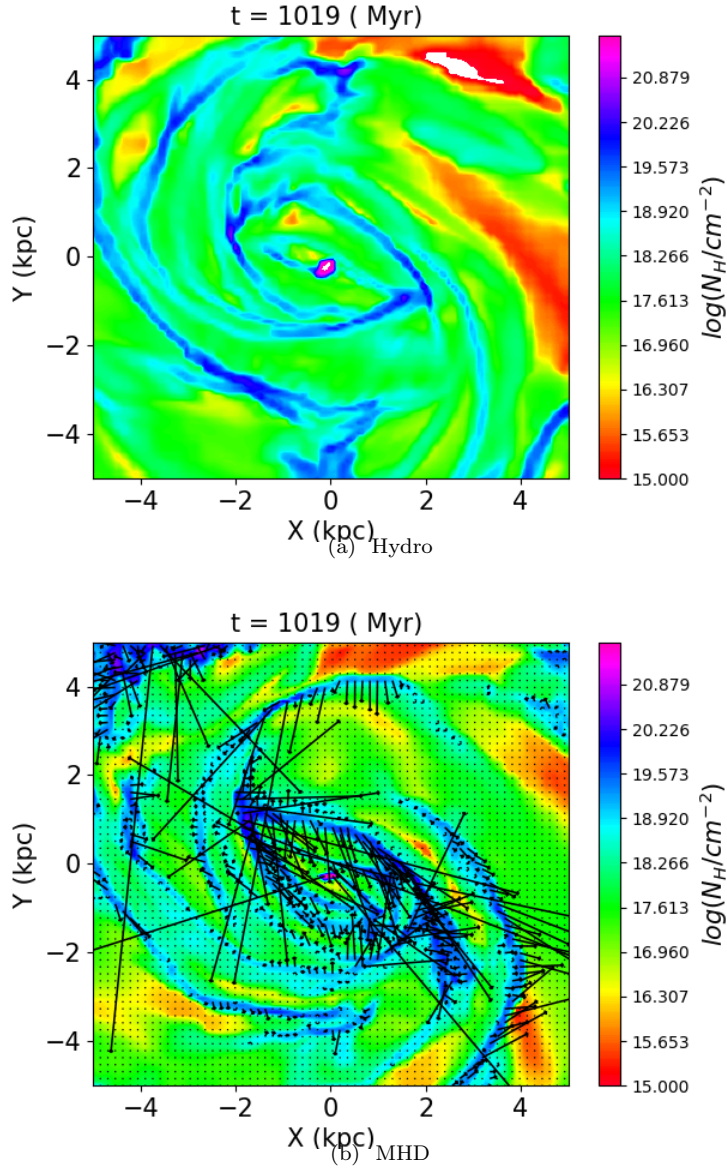 t = 1019 ( Myr)
4
2
0
−2
−4
Y (kpc)
−4 −2 0 2 4
X (kpc)
20.879
20.226
19.573
18.920
18.266
17.613
16.960
16.307
15.653
15.000
log(N_H/cm^{−2})
(a) Hydro
t = 1019 ( Myr)
4
2
0
−2
−4
Y (kpc)
−4 −2 0 2 4
X (kpc)
20.879
20.226
19.573
18.920
18.266
17.613
16.960
16.307
15.653
15.000
log(N_H/cm^{−2})
(b) MHD